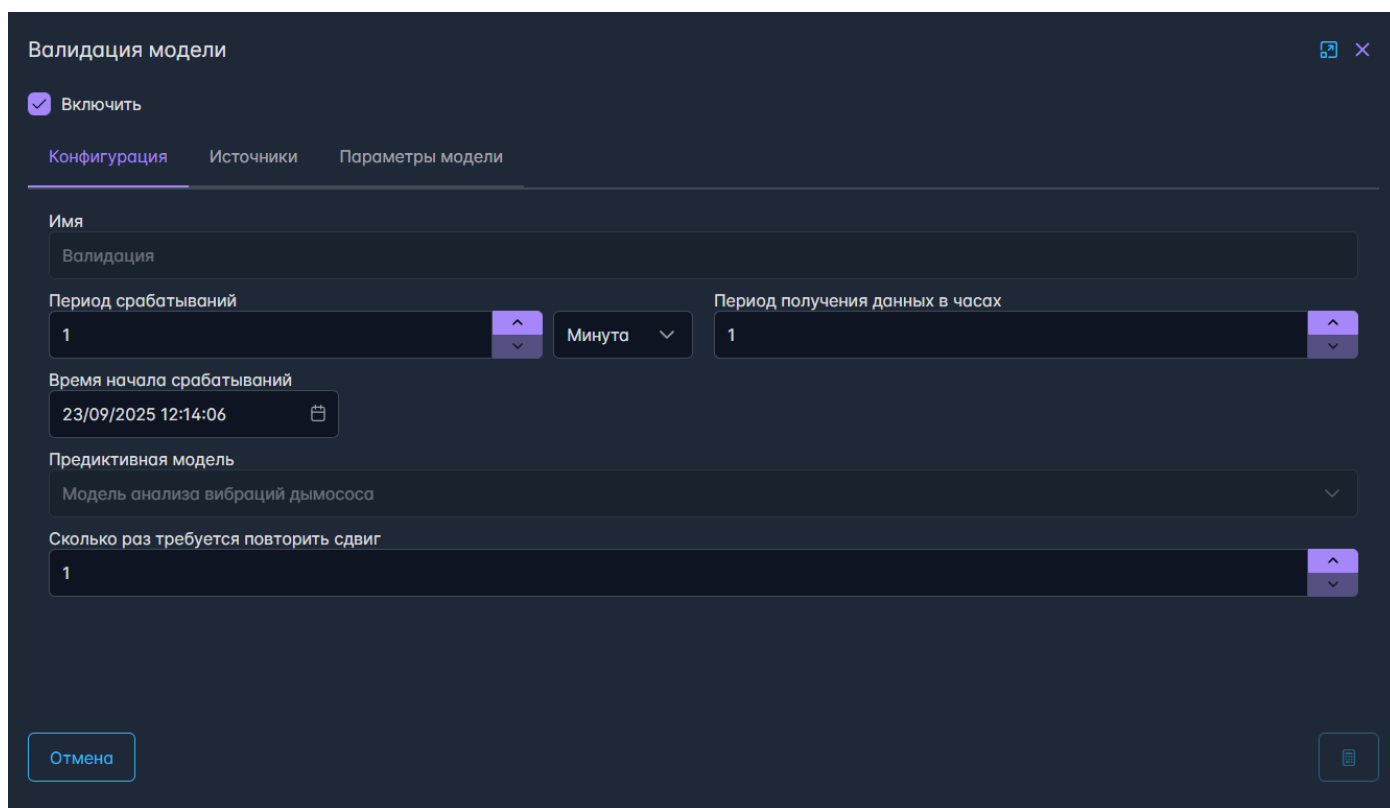 Валидация модели
Включить
Конфигурация Источники Параметры модели
Имя
Валидация
Период срабатываний Период получения данных в часах
1 Минута 1
Время начала срабатываний
23/09/2025 12:14:06
Предиктивная модель
Модель анализа вибраций дымососа
Сколько раз требуется повторить сдвиг
1
Отмена